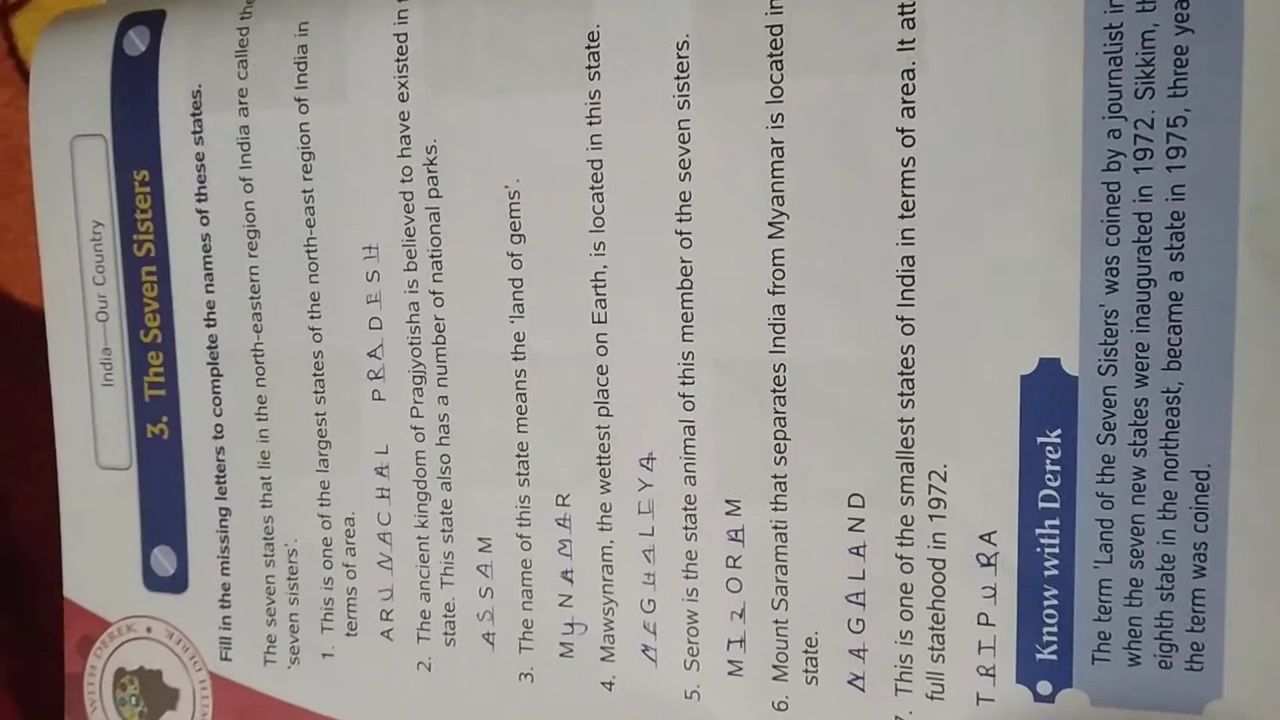 India—Our Country
3. The Seven Sisters
Fill in the missing letters to complete the names of these states.
The seven states that lie in the north-eastern region of India are called the
'seven sisters'.
1. This is one of the largest states of the north-east region of India in
terms of area.
ARUNACHAL PRADESH
2. The ancient kingdom of Pragjyotisha is believed to have existed in
state. This state also has a number of national parks.
ASSAM
3. The name of this state means the 'land of gems'.
MyNAMAR
4. Mawsynram, the wettest place on Earth, is located in this state.
MEGHALEYA
5. Serow is the state animal of this member of the seven sisters.
MIZORAM
6. Mount Saramati that separates India from Myanmar is located in
state.
NAGALAND
7. This is one of the smallest states of India in terms of area. It att
full statehood in 1972.
TRIPURA
Know with Derek
The term 'Land of the Seven Sisters' was coined by a journalist in
when the seven new states were inaugurated in 1972. Sikkim, th
eighth state in the northeast, became a state in 1975, three yea
the term was coined.
WITH DEREK